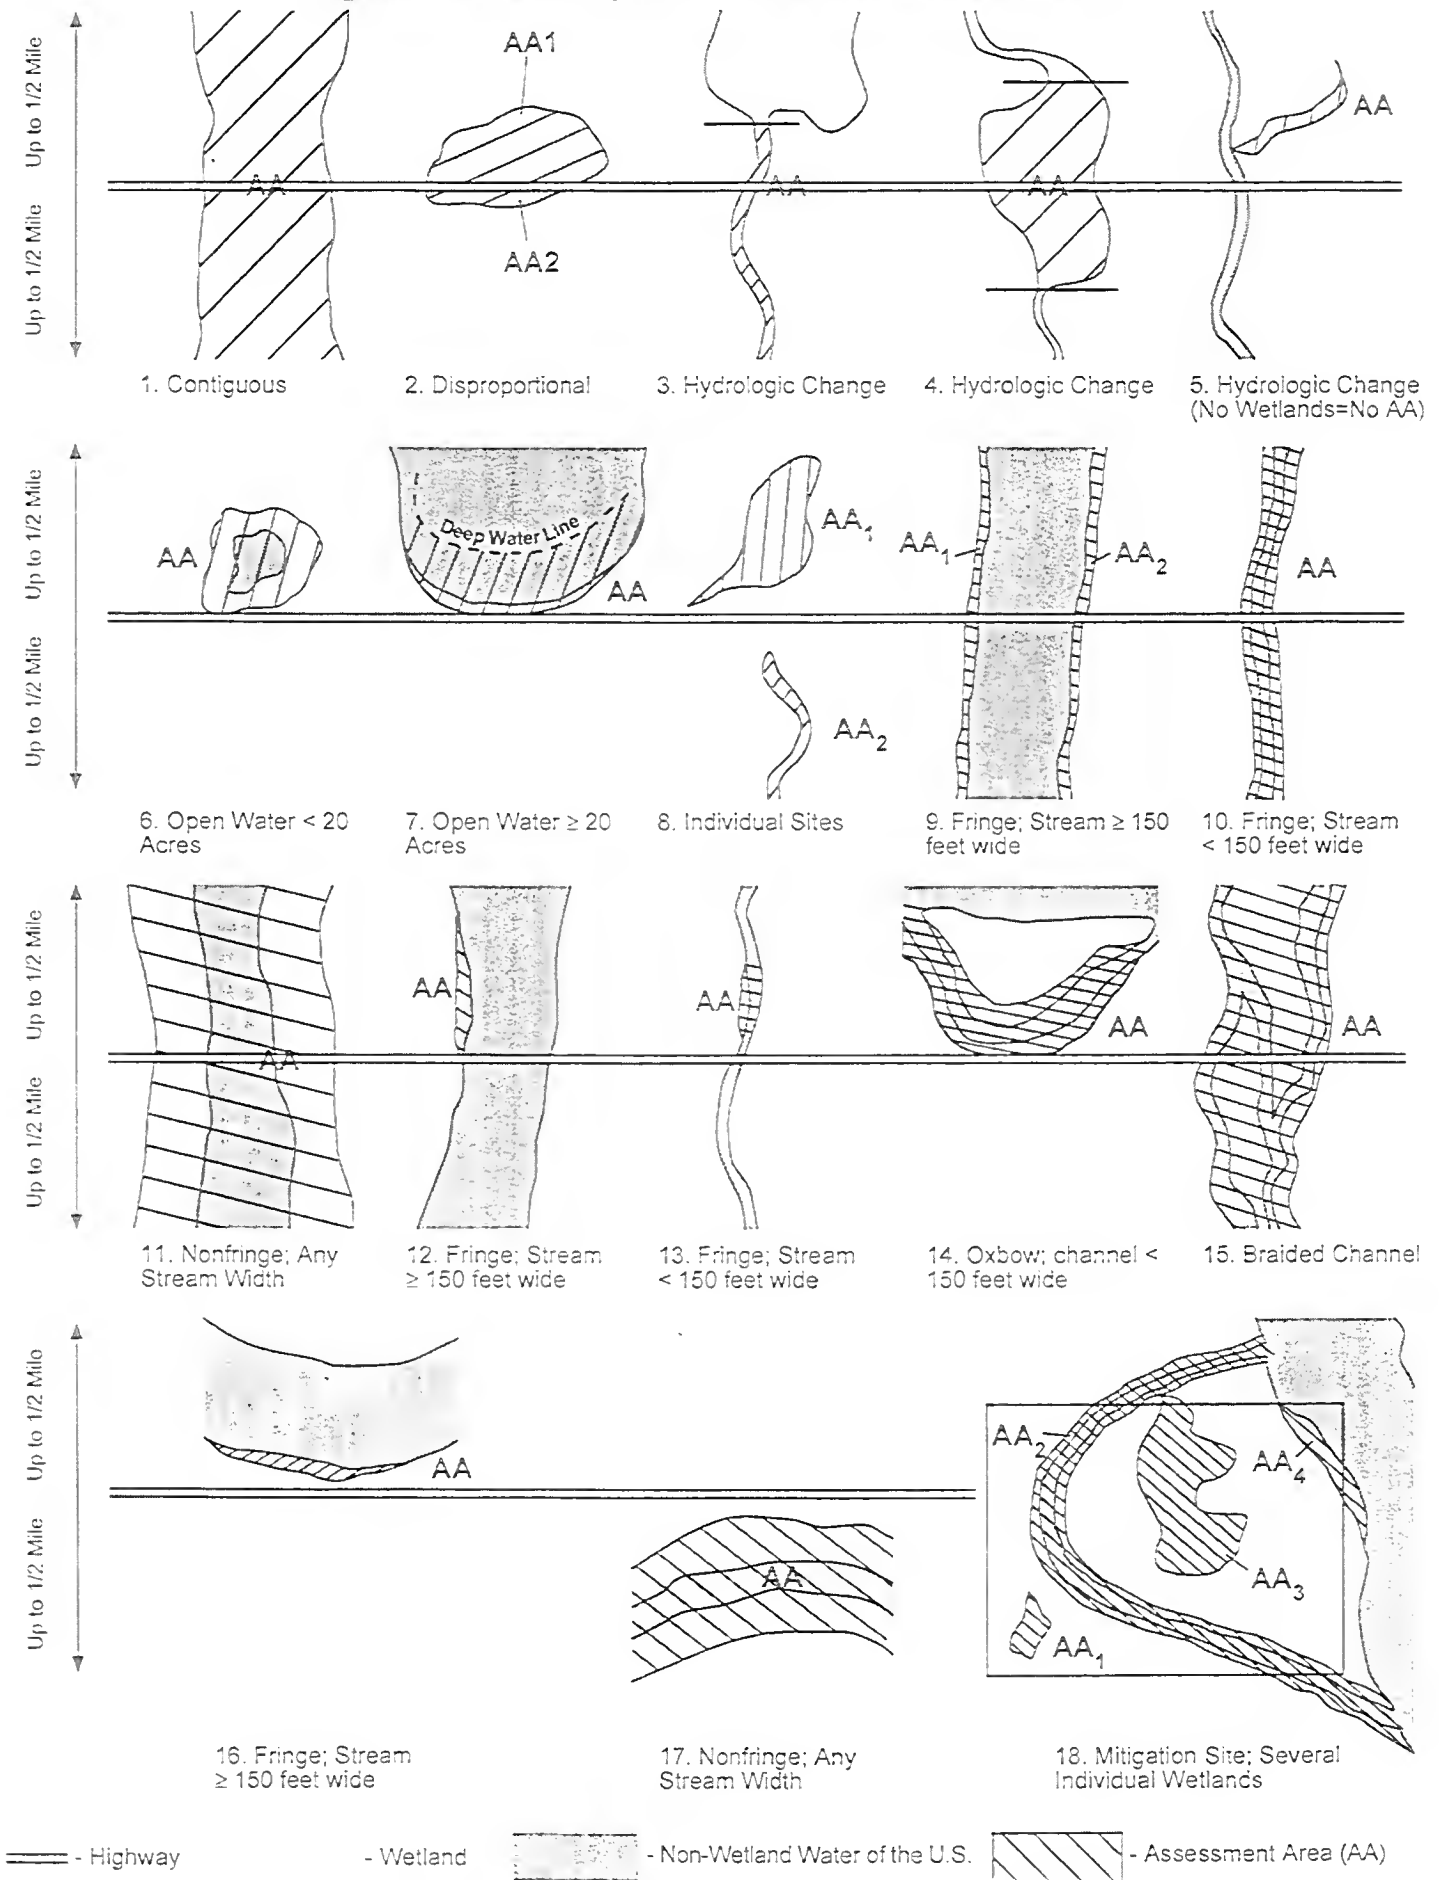 Up to 1/2 Mile
Up to 1/2 Mile
AA1
AA2
AA
AA
AA
AA
1. Contiguous
2. Disproportional
3. Hydrologic Change
4. Hydrologic Change
5. Hydrologic Change
(No Wetlands=No AA)
Up to 1/2 Mile
Up to 1/2 Mile
AA
Deep Water Line
AA
AA1
AA2
AA1
AA2
AA
6. Open Water < 20
Acres
7. Open Water ≥ 20
Acres
8. Individual Sites
9. Fringe; Stream ≥ 150
feet wide
10. Fringe; Stream
< 150 feet wide
Up to 1/2 Mile
Up to 1/2 Mile
AA
AA
AA
AA
AA
11. Nonfringe; Any
Stream Width
12. Fringe; Stream
≥ 150 feet wide
13. Fringe; Stream
< 150 feet wide
14. Oxbow; channel <
150 feet wide
15. Braided Channel
Up to 1/2 Mile
Up to 1/2 Mile
AA
AA
AA2
AA4
AA3
AA1
16. Fringe; Stream
≥ 150 feet wide
17. Nonfringe; Any
Stream Width
18. Mitigation Site; Several
Individual Wetlands
- Highway
- Wetland
- Non-Wetland Water of the U.S.
- Assessment Area (AA)